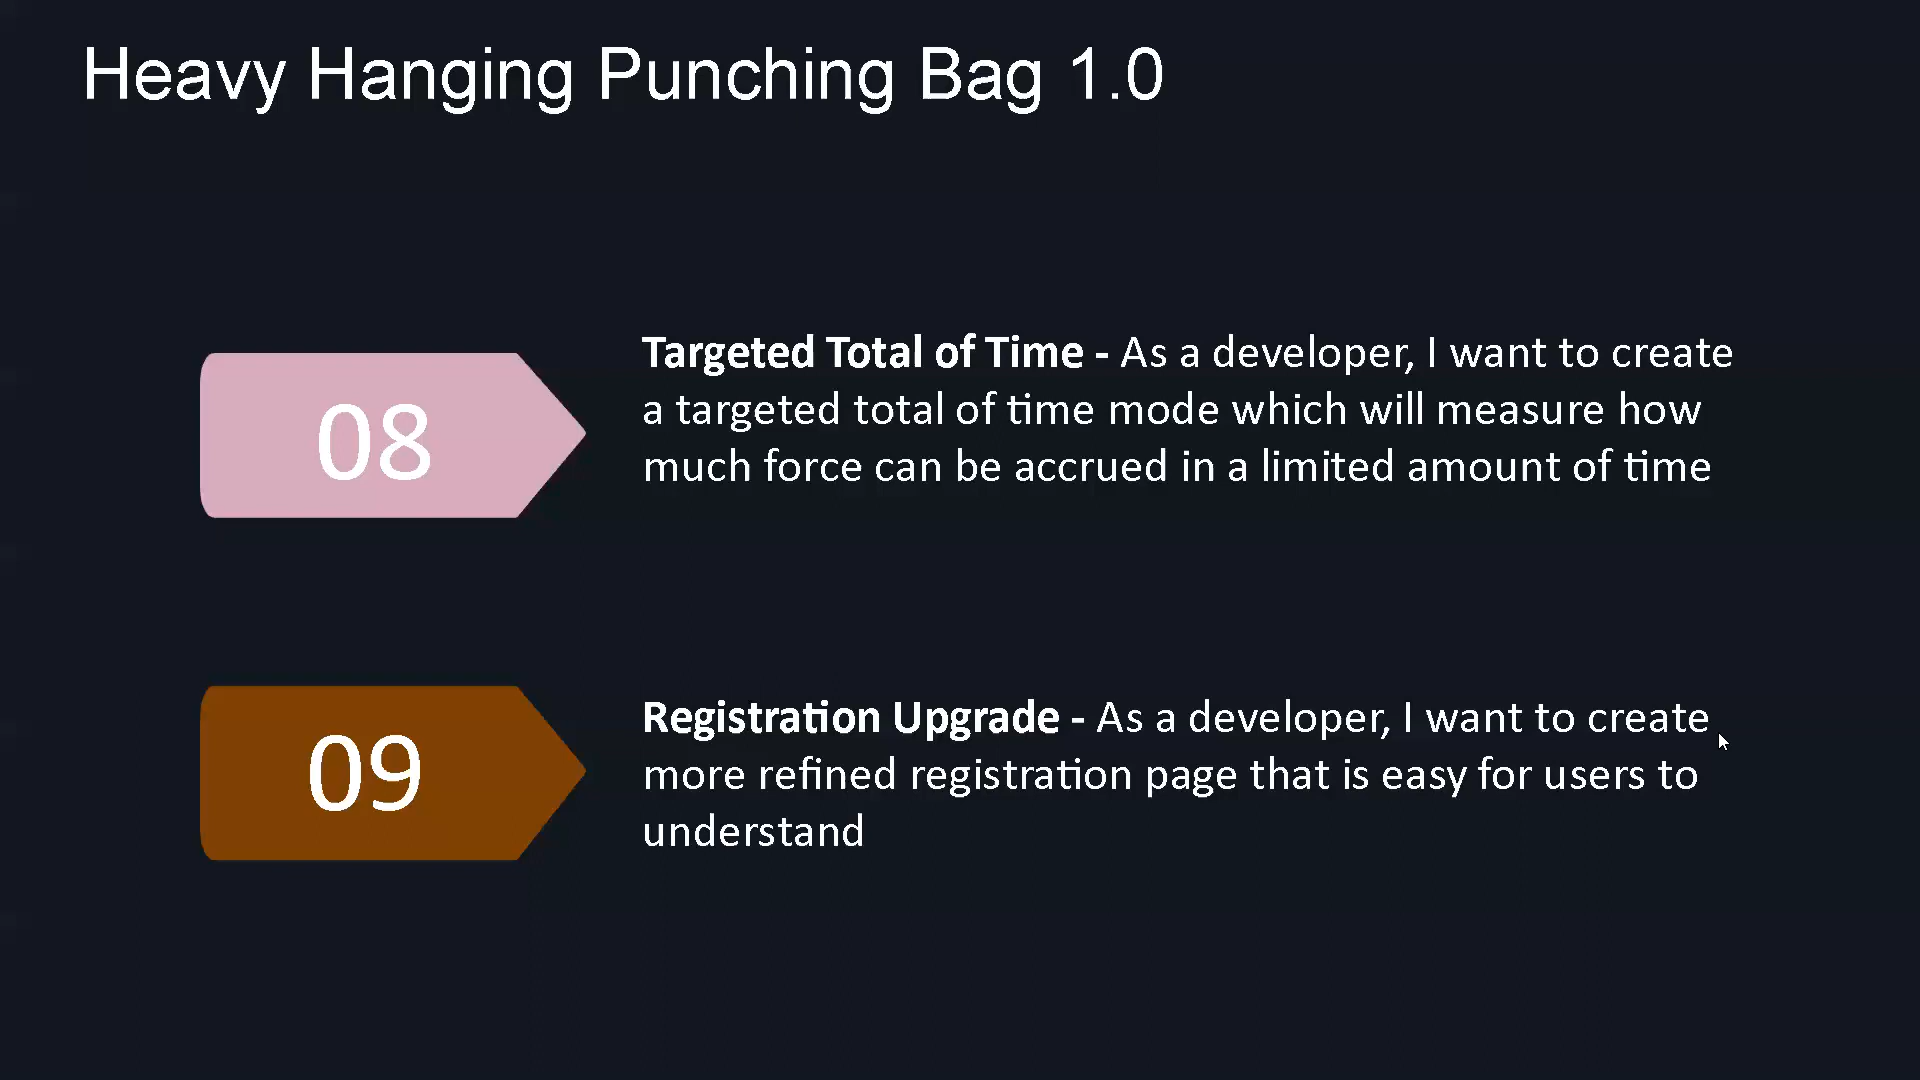 Heavy Hanging Punching Bag 1.0
08
Targeted Total of Time - As a developer, I want to create
a targeted total of time mode which will measure how
much force can be accrued in a limited amount of time
09
Registration Upgrade - As a developer, I want to create
more refined registration page that is easy for users to
understand